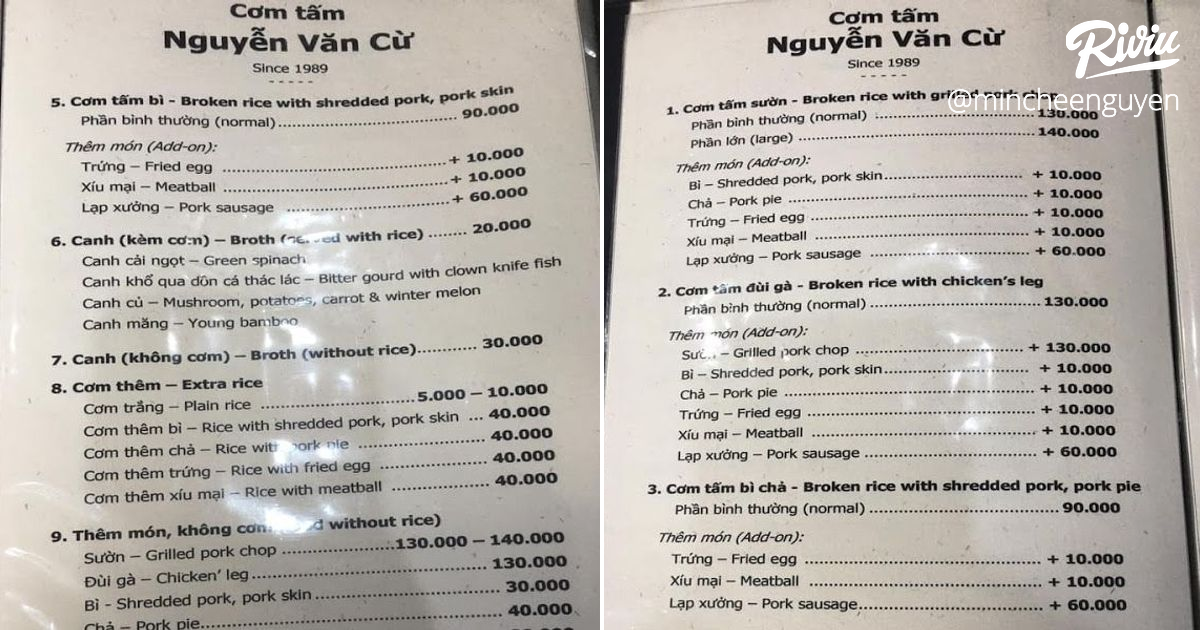 Cơm tấm
Nguyễn Văn Cừ
Since 1989
5. Cơm tấm bì - Broken rice with shredded pork, pork skin
Phần bình thường (normal) 90.000
Thêm món (Add-on):
Trứng – Fried egg + 10.000
Xíu mại – Meatball + 10.000
Lạp xưởng – Pork sausage + 60.000
6. Canh (kèm cơm) – Broth (served with rice) 20.000
Canh cải ngọt – Green spinach
Canh khổ qua dồn cá thác lác – Bitter gourd with clown knife fish
Canh củ – Mushroom, potatoes, carrot & winter melon
Canh măng – Young bamboo
7. Canh (không cơm) – Broth (without rice) 30.000
8. Cơm thêm – Extra rice
Cơm trắng – Plain rice 5.000 – 10.000
Cơm thêm bì – Rice with shredded pork, pork skin 40.000
Cơm thêm chả – Rice with pork pie 40.000
Cơm thêm trứng – Rice with fried egg 40.000
Cơm thêm xíu mại – Rice with meatball 40.000
9. Thêm món, không cơm without rice)
Sườn – Grilled pork chop 130.000 – 140.000
Đùi gà – Chicken' leg 130.000
Bì - Shredded pork, pork skin 30.000
Chả – Pork pie 40.000
Riviu
@mincheenguyen
Cơm tấm
Nguyễn Văn Cừ
Since 1989
1. Cơm tấm sườn - Broken rice with grilled pork chop
Phần bình thường (normal) 130.000
Phần lớn (large) 140.000
Thêm món (Add-on):
Bì – Shredded pork, pork skin + 10.000
Chả – Pork pie + 10.000
Trứng – Fried egg + 10.000
Xíu mại – Meatball + 10.000
Lạp xưởng – Pork sausage + 60.000
2. Cơm tấm đùi gà - Broken rice with chicken's leg
Phần bình thường (normal) 130.000
Thêm món (Add-on):
Sườn – Grilled pork chop + 130.000
Bì – Shredded pork, pork skin + 10.000
Chả – Pork pie + 10.000
Trứng – Fried egg + 10.000
Xíu mại – Meatball + 10.000
Lạp xưởng – Pork sausage + 60.000
3. Cơm tấm bì chả - Broken rice with shredded pork, pork pie
Phần bình thường (normal) 90.000
Thêm món (Add-on):
Trứng – Fried egg + 10.000
Xíu mại – Meatball + 10.000
Lạp xưởng – Pork sausage + 60.000